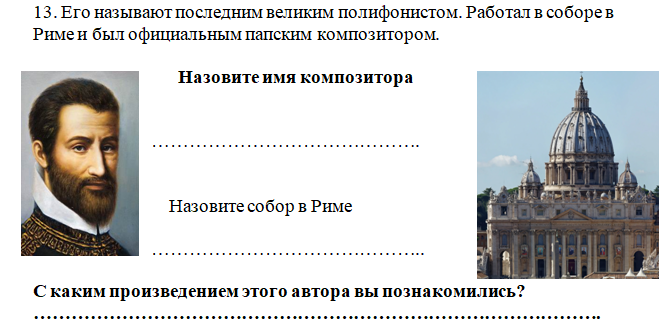 13. Его называют последним великим полифонистом. Работал в соборе в
Риме и был официальным папским композитором.
Назовите имя композитора
…………………………………….
Назовите собор в Риме
……………………………………..
С каким произведением этого автора вы познакомились?
……………………………………………………………………………….